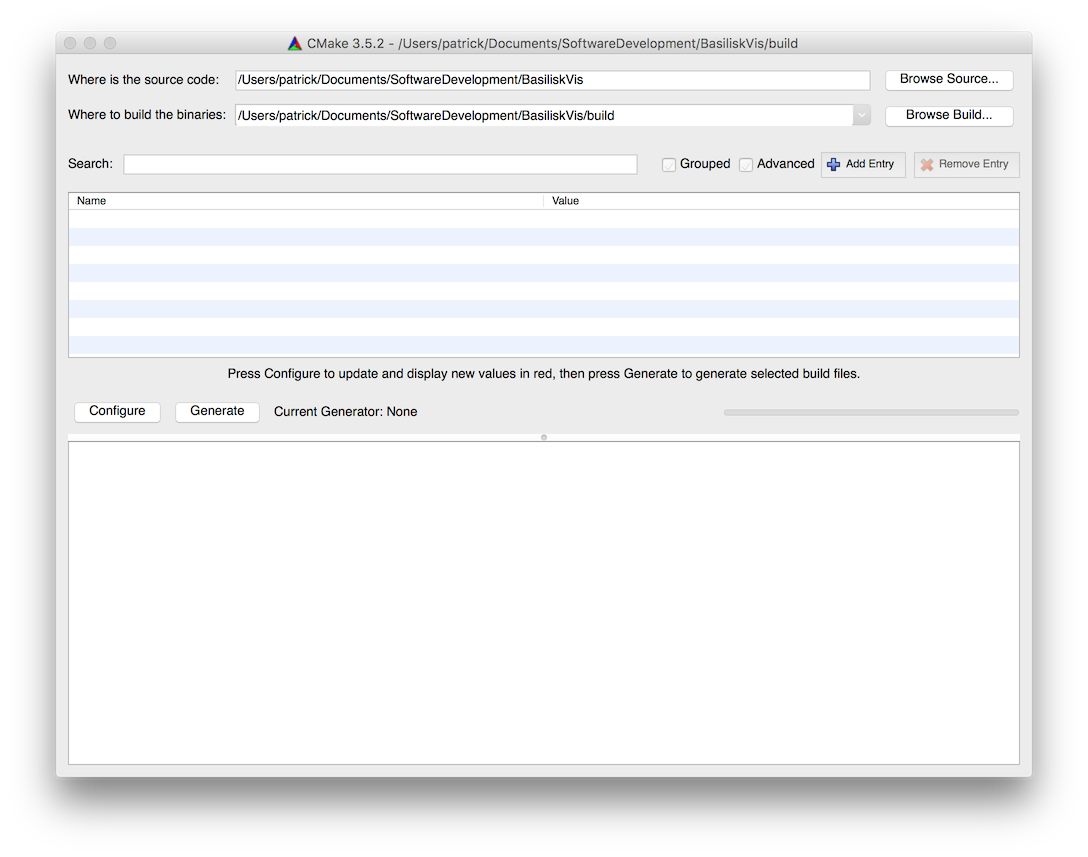 CMake 3.5.2 - /Users/patrick/Documents/SoftwareDevelopment/BasiliskVis/build
Where is the source code: /Users/patrick/Documents/SoftwareDevelopment/BasiliskVis Browse Source...
Where to build the binaries: /Users/patrick/Documents/SoftwareDevelopment/BasiliskVis/build Browse Build...
Search: Grouped Advanced Add Entry Remove Entry
Name Value
Press Configure to update and display new values in red, then press Generate to generate selected build files.
Configure Generate Current Generator: None